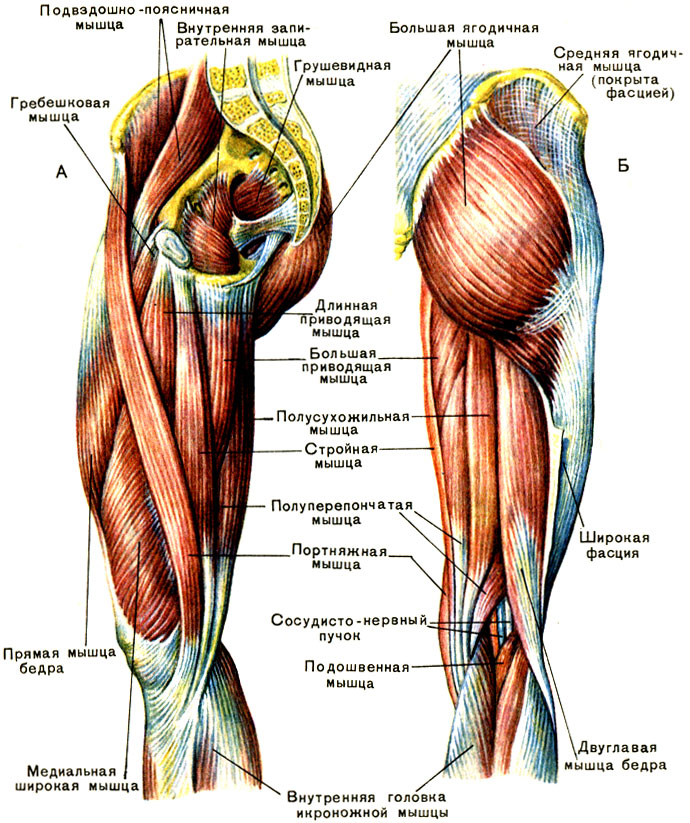 Подвздошно-поясничная
мышца
Внутренняя запи-
рательная мышца
Большая ягодичная
мышца
Грушевидная
мышца
Средняя ягодич-
ная мышца
(покрыта
фасцией)
Гребешковая
мышца
А
Б
Длинная
приводящая
мышца
Большая
приводящая
мышца
Полусухожильная
мышца
Стройная
мышца
Полуперепончатая
мышца
Широкая
фасция
Портняжная
мышца
Сосудисто-нервный
пучок
Прямая мышца
бедра
Подошвенная
мышца
Двуглавая
мышца бедра
Медиальная
широкая мышца
Внутренняя головка
икроножной мышцы